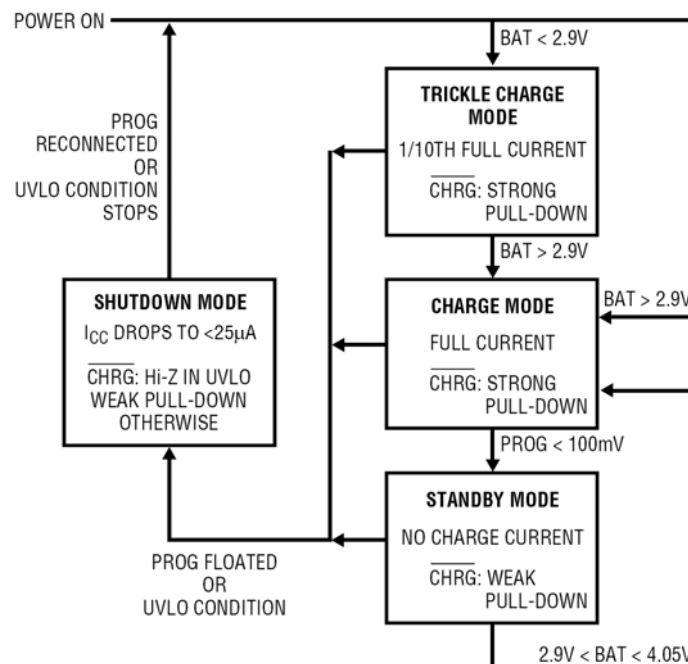 POWER ON
BAT < 2.9V
TRICKLE CHARGE
MODE
1/10TH FULL CURRENT
CHRG: STRONG
PULL-DOWN
PROG
RECONNECTED
OR
UVLO CONDITION
STOPS
BAT > 2.9V
SHUTDOWN MODE
ICC DROPS TO <25µA
CHRG: Hi-Z IN UVLO
WEAK PULL-DOWN
OTHERWISE
CHARGE MODE
FULL CURRENT
CHRG: STRONG
PULL-DOWN
BAT > 2.9V
PROG < 100mV
STANDBY MODE
NO CHARGE CURRENT
CHRG: WEAK
PULL-DOWN
PROG FLOATED
OR
UVLO CONDITION
2.9V < BAT < 4.05V